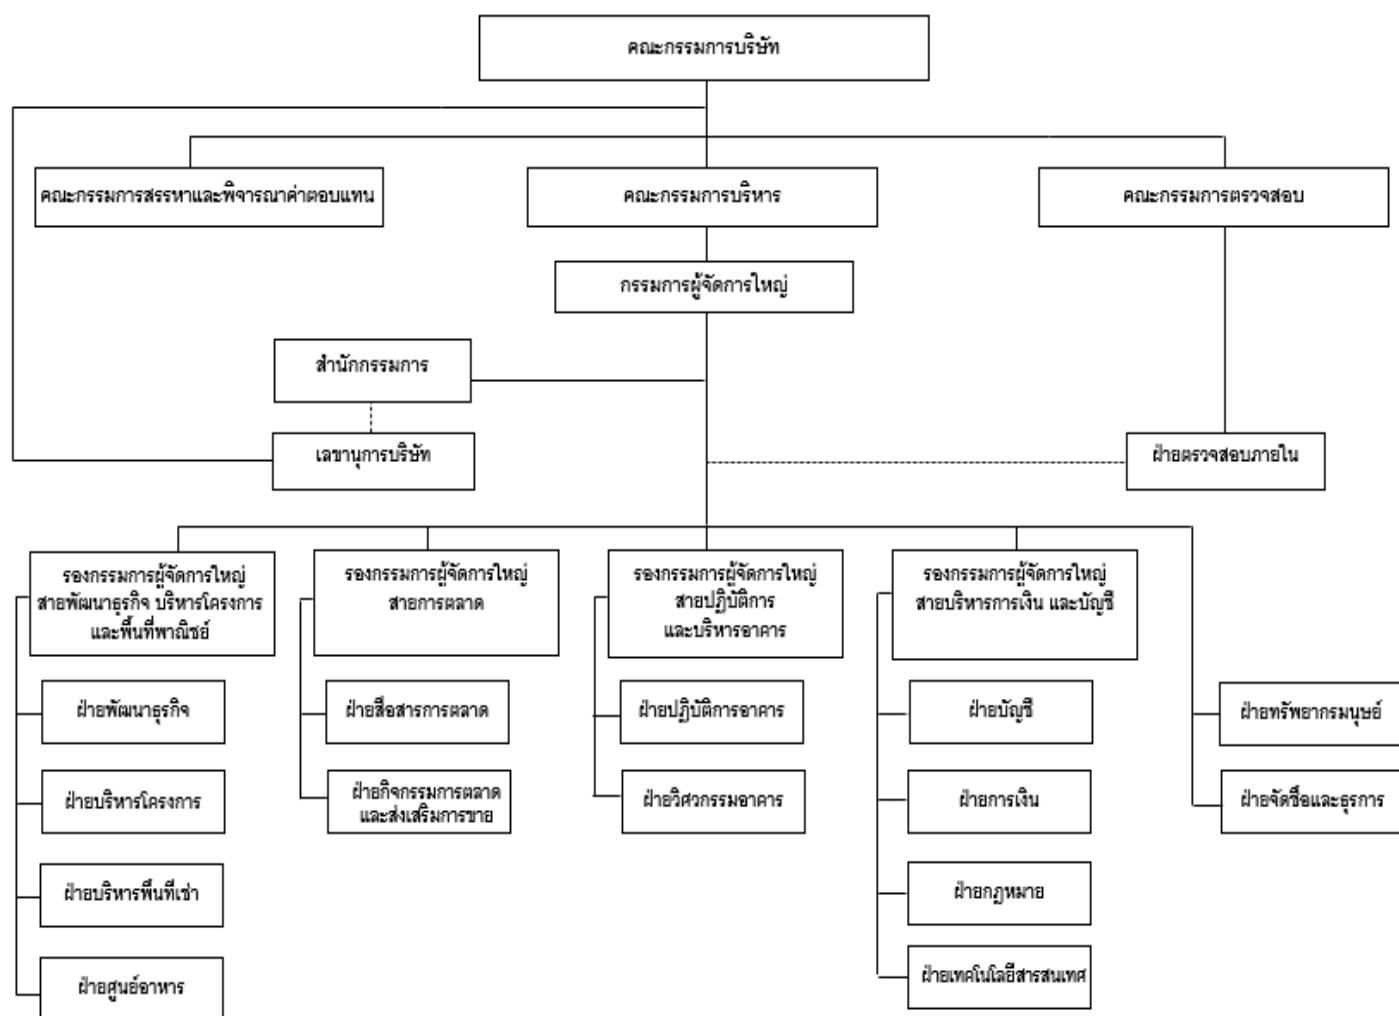 คณะกรรมการบริษัท
คณะกรรมการสรรหาและพิจารณาค่าตอบแทน
คณะกรรมการบริหาร
คณะกรรมการตรวจสอบ
กรรมการผู้จัดการใหญ่
สำนักกรรมการ
เลขานุการบริษัท
ฝ่ายตรวจสอบภายใน
รองกรรมการผู้จัดการใหญ่
สายพัฒนาธุรกิจ บริหารโครงการ
และพื้นที่พาณิชย์
รองกรรมการผู้จัดการใหญ่
สายการตลาด
รองกรรมการผู้จัดการใหญ่
สายปฏิบัติการ
และบริหารอาคาร
รองกรรมการผู้จัดการใหญ่
สายบริหารการเงิน และบัญชี
ฝ่ายพัฒนาธุรกิจ
ฝ่ายสื่อสารการตลาด
ฝ่ายปฏิบัติการอาคาร
ฝ่ายบัญชี
ฝ่ายทรัพยากรมนุษย์
ฝ่ายบริหารโครงการ
ฝ่ายกิจกรรมการตลาด
และส่งเสริมการขาย
ฝ่ายวิศวกรรมอาคาร
ฝ่ายการเงิน
ฝ่ายจัดซื้อและธุรการ
ฝ่ายบริหารพื้นที่เช่า
ฝ่ายกฎหมาย
ฝ่ายศูนย์อาหาร
ฝ่ายเทคโนโลยีสารสนเทศ